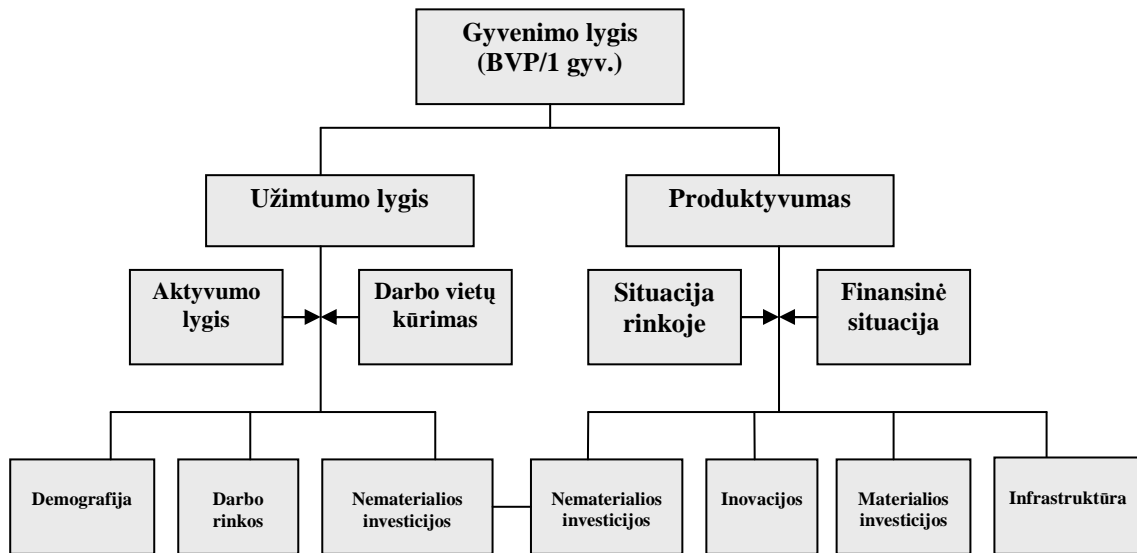 Gyvenimo lygis
(BVP/1 gyv.)
Užimtumo lygis
Produktyvumas
Aktyvumo
lygis
Darbo vietų
kūrimas
Situacija
rinkoje
Finansinė
situacija
Demografija
Darbo
rinkos
Nematerialios
investicijos
Nematerialios
investicijos
Inovacijos
Materialios
investicijos
Infrastruktūra